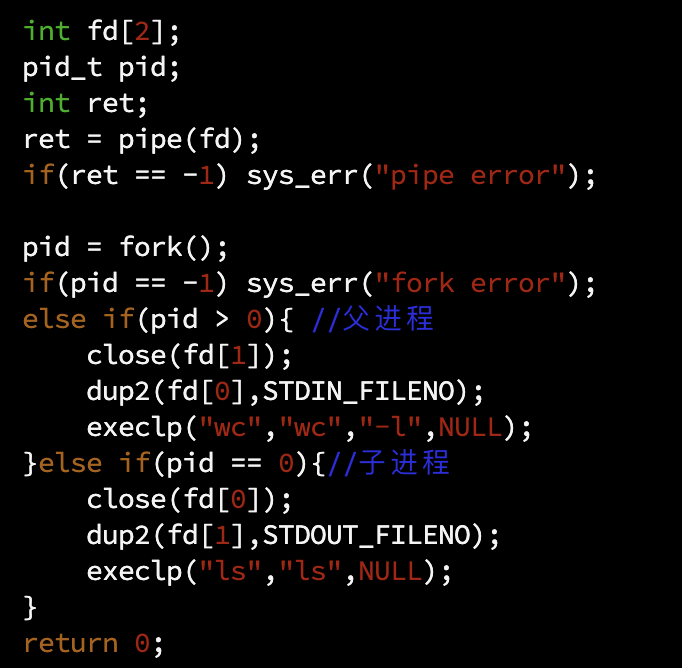 int fd[2];
pid_t pid;
int ret;
ret = pipe(fd);
if(ret == -1) sys_err("pipe error");

pid = fork();
if(pid == -1) sys_err("fork error");
else if(pid > 0){ //父进程
    close(fd[1]);
    dup2(fd[0],STDIN_FILENO);
    execlp("wc","wc","-l",NULL);
}else if(pid == 0){//子进程
    close(fd[0]);
    dup2(fd[1],STDOUT_FILENO);
    execlp("ls","ls",NULL);
}
return 0;